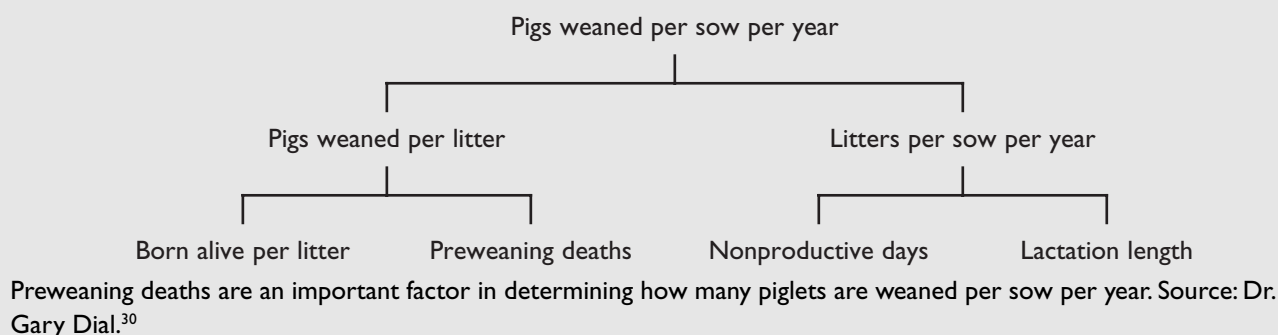 Pigs weaned per sow per year
Pigs weaned per litter Litters per sow per year
Born alive per litter Preweaning deaths Nonproductive days Lactation length
Preweaning deaths are an important factor in determining how many piglets are weaned per sow per year. Source: Dr.
Gary Dial.30